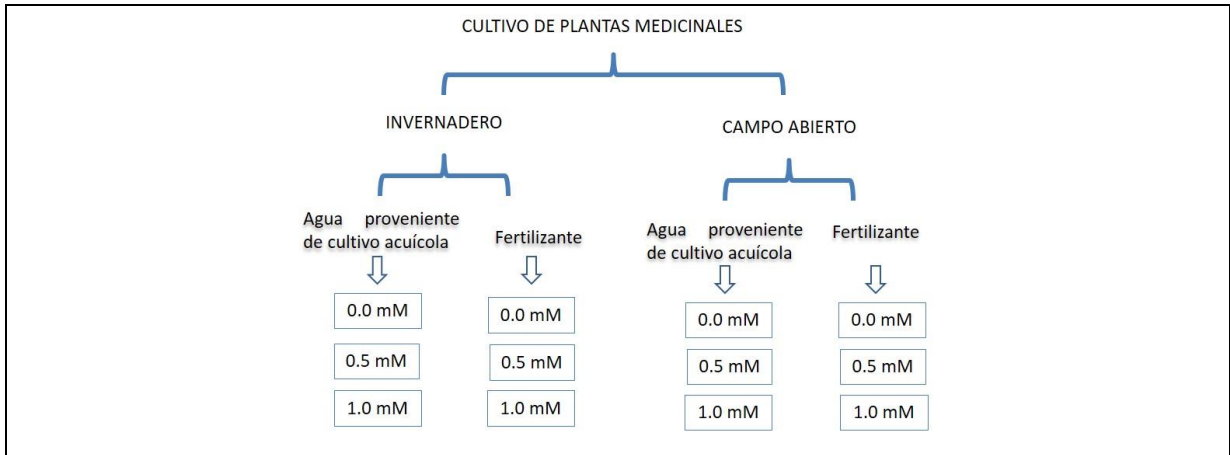 CULTIVO DE PLANTAS MEDICINALES
INVERNADERO
CAMPO ABIERTO
Agua proveniente
de cultivo acuícola
Fertilizante
Agua proveniente
de cultivo acuícola
Fertilizante
0.0 mM
0.0 mM
0.0 mM
0.0 mM
0.5 mM
0.5 mM
0.5 mM
0.5 mM
1.0 mM
1.0 mM
1.0 mM
1.0 mM